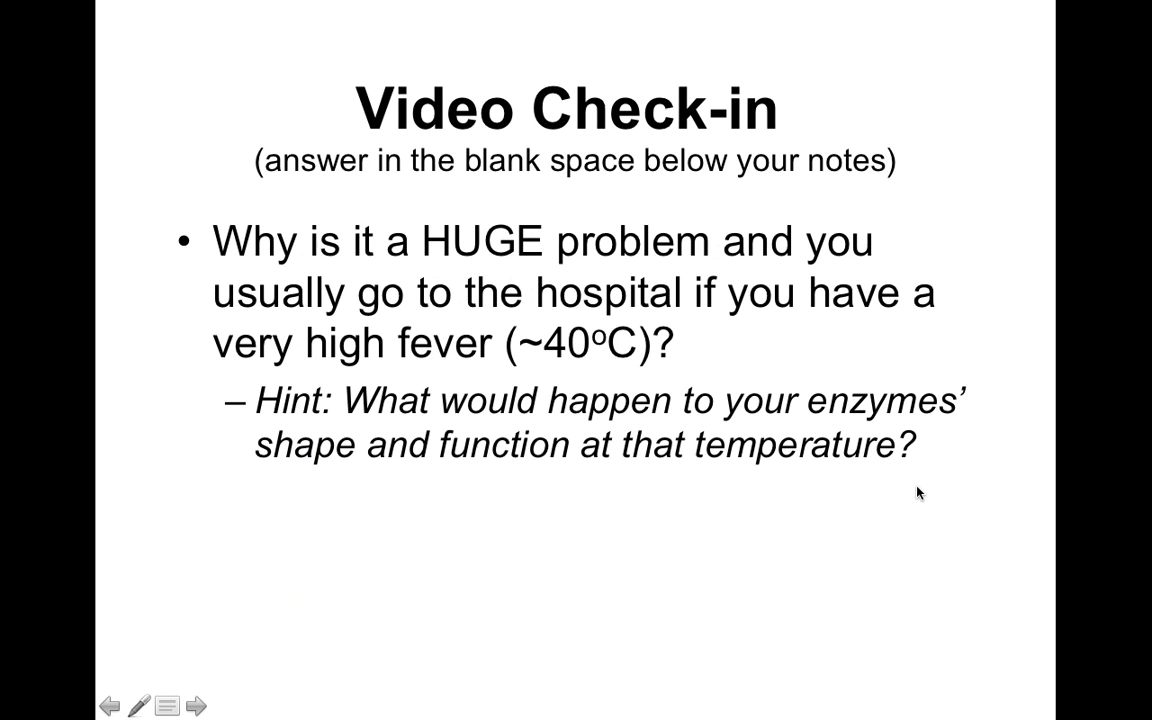 Video Check-in
(answer in the blank space below your notes)
• Why is it a HUGE problem and you
usually go to the hospital if you have a
very high fever (~40ºC)?
– Hint: What would happen to your enzymes’
shape and function at that temperature?